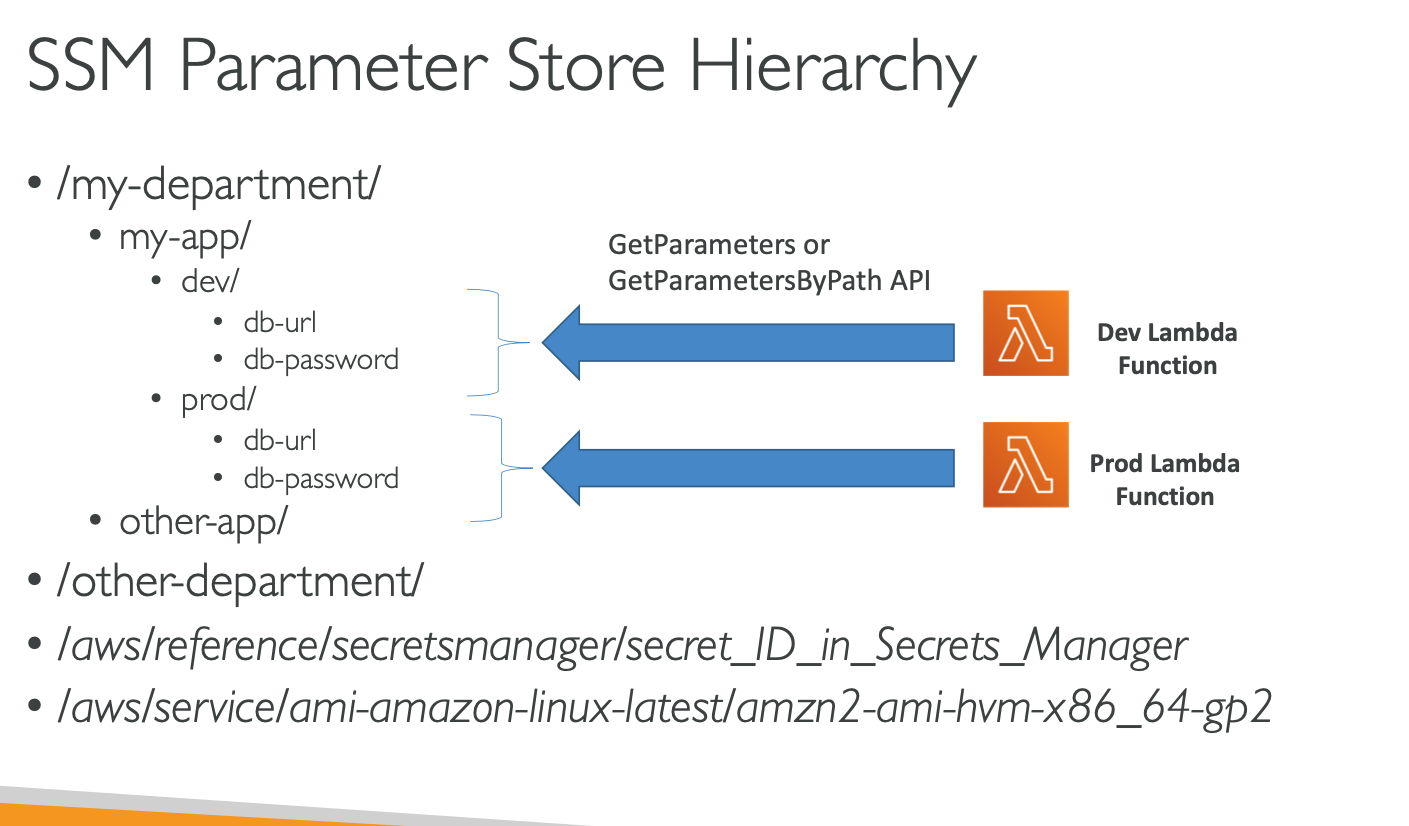 SSM Parameter Store Hierarchy
• /my-department/
• my-app/
• dev/
• db-url
• db-password
• prod/
• db-url
• db-password
• other-app/
• /other-department/
• /aws/reference/secretsmanager/secret_ID_in_Secrets_Manager
• /aws/service/ami-amazon-linux-latest/amzn2-ami-hvm-x86_64-gp2
GetParameters or
GetParametersByPath API
Dev Lambda
Function
Prod Lambda
Function